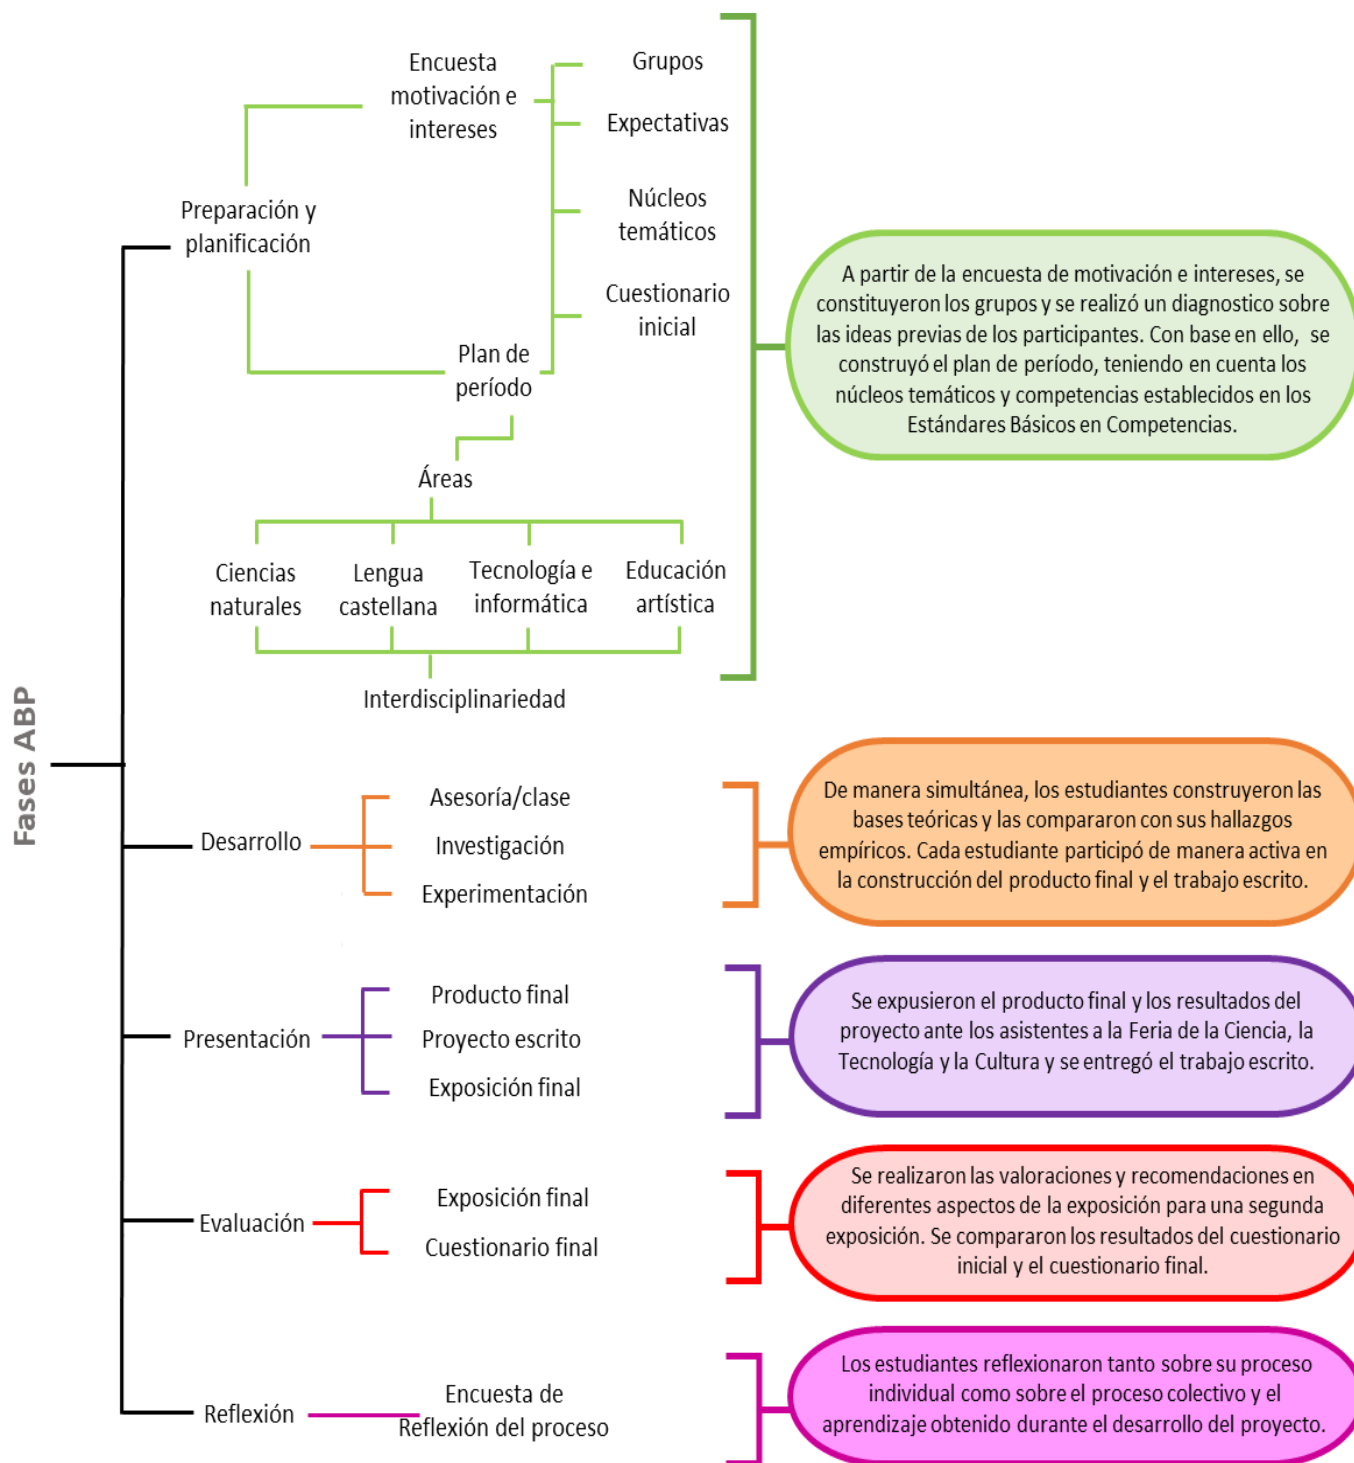 Fases ABP
Preparación y
planificación
Encuesta
motivación e
intereses
Grupos
Expectativas
Núcleos
temáticos
Cuestionario
inicial
Plan de
período
Áreas
Ciencias
naturales
Lengua
castellana
Tecnología e
informática
Educación
artística
Interdisciplinariedad
A partir de la encuesta de motivación e intereses, se
constituyeron los grupos y se realizó un diagnostico sobre
las ideas previas de los participantes. Con base en ello, se
construyó el plan de período, teniendo en cuenta los
núcleos temáticos y competencias establecidos en los
Estándares Básicos en Competencias.
Desarrollo
Asesoría/clase
Investigación
Experimentación
De manera simultánea, los estudiantes construyeron las
bases teóricas y las compararon con sus hallazgos
empíricos. Cada estudiante participó de manera activa en
la construcción del producto final y el trabajo escrito.
Presentación
Producto final
Proyecto escrito
Exposición final
Se expusieron el producto final y los resultados del
proyecto ante los asistentes a la Feria de la Ciencia, la
Tecnología y la Cultura y se entregó el trabajo escrito.
Evaluación
Exposición final
Cuestionario final
Se realizaron las valoraciones y recomendaciones en
diferentes aspectos de la exposición para una segunda
exposición. Se compararon los resultados del cuestionario
inicial y el cuestionario final.
Reflexión
Encuesta de
Reflexión del proceso
Los estudiantes reflexionaron tanto sobre su proceso
individual como sobre el proceso colectivo y el
aprendizaje obtenido durante el desarrollo del proyecto.